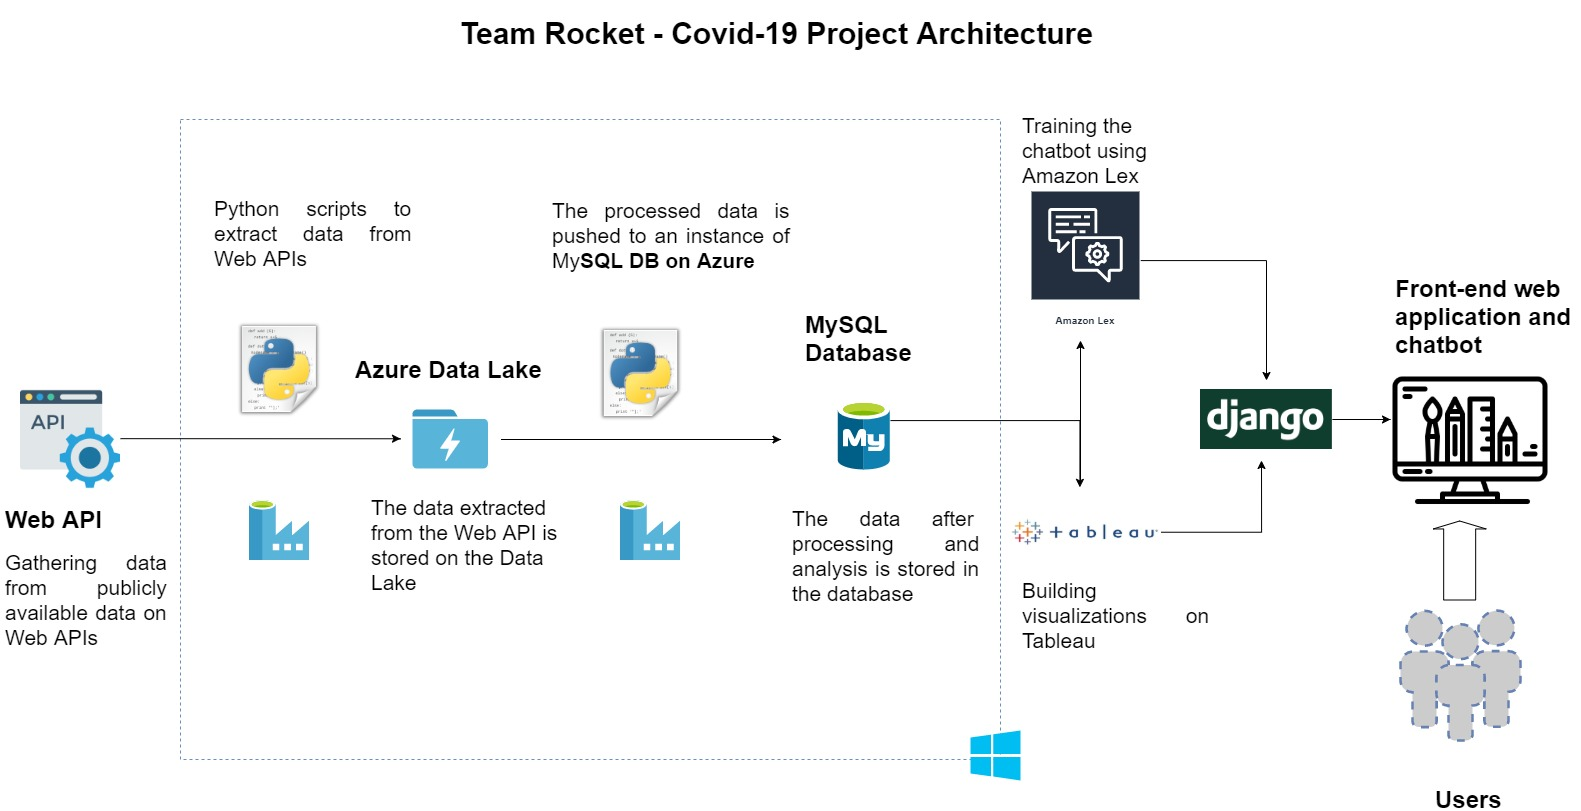 Team Rocket - Covid-19 Project Architecture
Training the
chatbot using
Amazon Lex
Python scripts to
extract data from
Web APIs
The processed data is
pushed to an instance of
MySQL DB on Azure
Amazon Lex
MySQL
Database
Front-end web
application and
chatbot
Azure Data Lake
API
My
django
Web API
Gathering data
from publicly
available data on
Web APIs
The data extracted
from the Web API is
stored on the Data
Lake
The data after
processing and
analysis is stored in
the database
tableau
Building
visualizations on
Tableau
Users